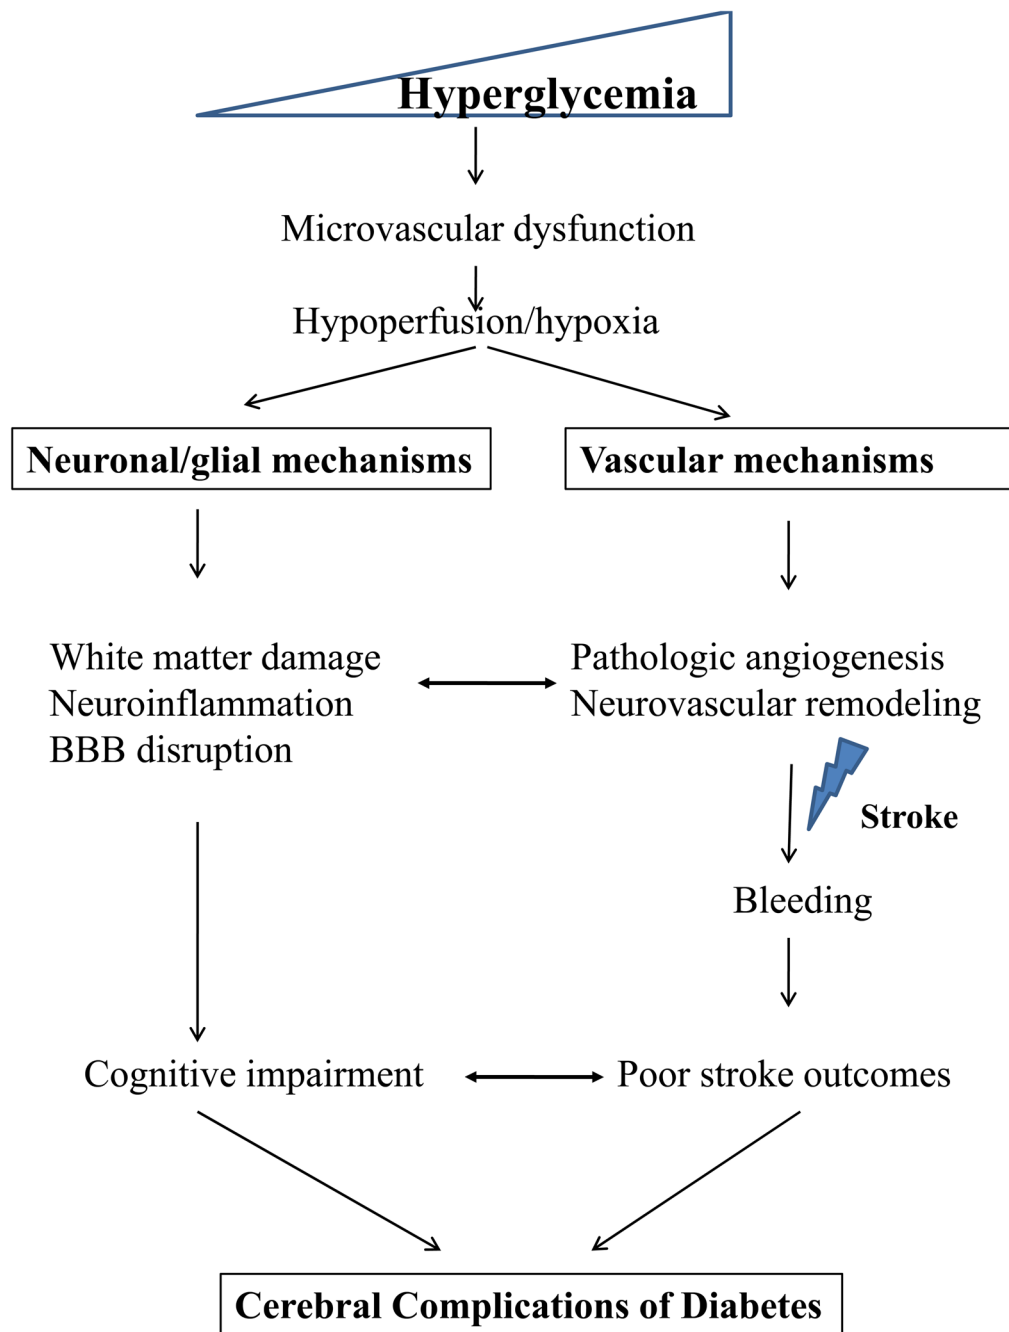 Hyperglycemia
Microvascular dysfunction
Hypoperfusion/hypoxia
Neuronal/glial mechanisms
Vascular mechanisms
White matter damage
Neuroinflammation
BBB disruption
Pathologic angiogenesis
Neurovascular remodeling
Stroke
Bleeding
Cognitive impairment
Poor stroke outcomes
Cerebral Complications of Diabetes